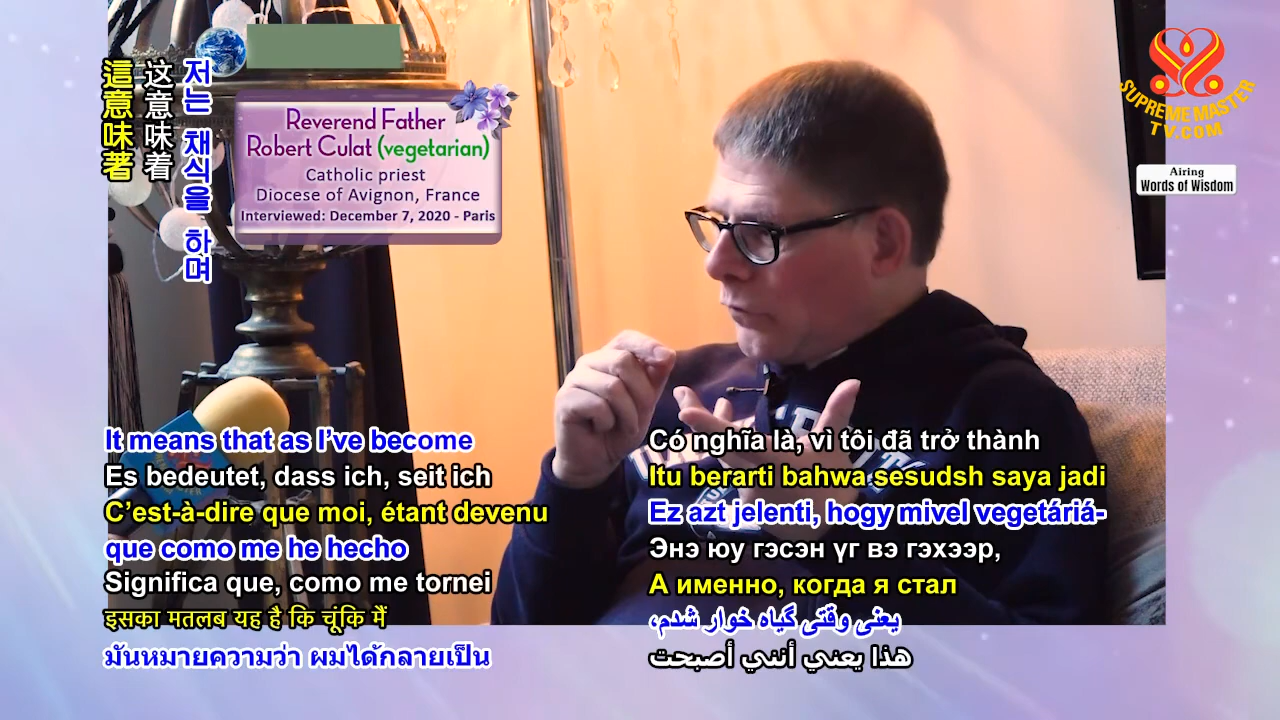 這意味著
这意味着
저는 채식을 하며
Reverend Father
Robert Culat (vegetarian)
Catholic priest
Diocese of Avignon, France
Interviewed: December 7, 2020 - Paris
SUPREME MASTER
TV.COM
Airing
Words of Wisdom
It means that as I've become
Es bedeutet, dass ich, seit ich
C'est-à-dire que moi, étant devenu
que como me he hecho
Significa que, como me tornei
इसका मतलब यह है कि चूंकि मैं
มันหมายความว่า ผมได้กลายเป็น
Có nghĩa là, vì tôi đã trở thành
Itu berarti bahwa sesudsh saya jadi
Ez azt jelenti, hogy mivel vegetáriá-
Энэ юу гэсэн үг вэ гэхээр,
А именно, когда я стал
یعنی وقتی گیاه خوار شدم،
هذا يعني أنني أصبحت